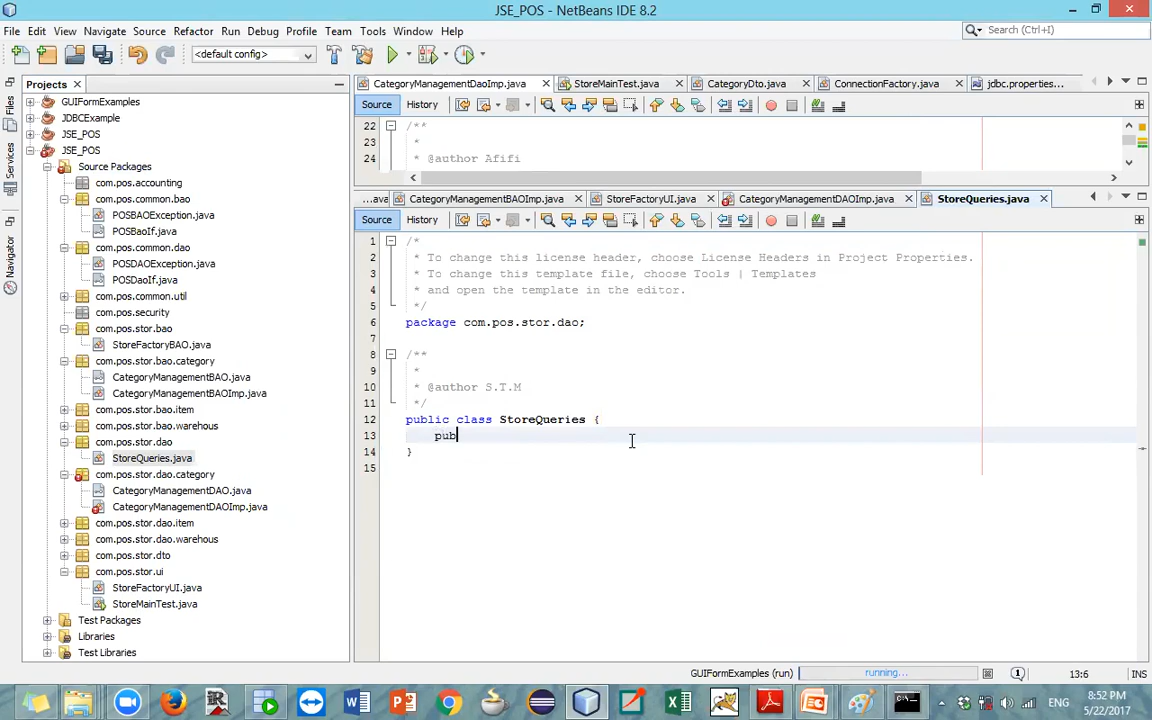 JSE_POS - NetBeans IDE 8.2
File Edit View Navigate Source Refactor Run Debug Profile Team Tools Window Help
Search (Ctrl+I)
<default config>
Projects
CategoryManagementDaoImp.java StoreMainTest.java CategoryDto.java ConnectionFactory.java jdbc.properties...
Source History
Files
Services
Navigator
GUIFormExamples
JDBCExample
JSE_POS
JSE_POS
Source Packages
com.pos.accounting
com.pos.common.bao
POSBAOException.java
POSBaoIf.java
com.pos.common.dao
POSDAOException.java
POSDaoIf.java
com.pos.common.util
com.pos.security
com.pos.stor.bao
StoreFactoryBAO.java
com.pos.stor.bao.category
CategoryManagementBAO.java
CategoryManagementBAOImp.java
com.pos.stor.bao.item
com.pos.stor.bao.warehous
com.pos.stor.dao
StoreQueries.java
com.pos.stor.dao.category
CategoryManagementDAO.java
CategoryManagementDAOImp.java
com.pos.stor.dao.item
com.pos.stor.dao.warehous
com.pos.stor.dto
com.pos.stor.ui
StoreFactoryUI.java
StoreMainTest.java
Test Packages
Libraries
Test Libraries
22 /**
23 *
24 * @author Afifi
...ava CategoryManagementBAOImp.java StoreFactoryUI.java CategoryManagementDAOImp.java StoreQueries.java
Source History
1 /*
2 * To change this license header, choose License Headers in Project Properties.
3 * To change this template file, choose Tools | Templates
4 * and open the template in the editor.
5 */
6 package com.pos.stor.dao;
7
8 /**
9 *
10 * @author S.T.M
11 */
12 public class StoreQueries {
13 pub
14 }
15
GUIFormExamples (run) running... 1 13:6 INS
ENG 8:52 PM
5/22/2017